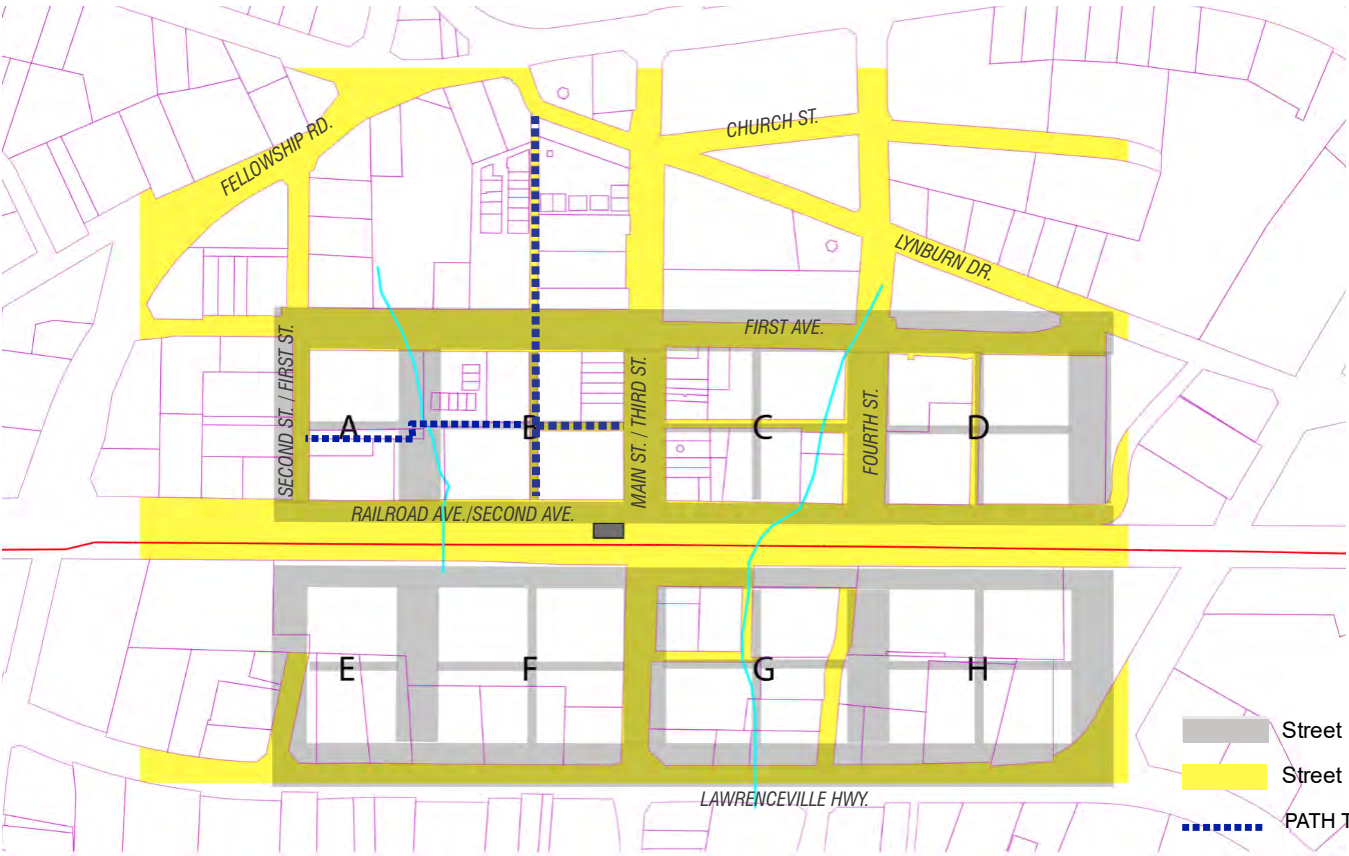 CHURCH ST.
FELLOWSHIP RD.
LYNBURN DR.
FIRST AVE.
SECOND ST. / FIRST ST.
MAIN ST. / THIRD ST.
FOURTH ST.
A
B
C
D
RAILROAD AVE./SECOND AVE.
E
F
G
H
Street
Street
PATH T
LAWRENCEVILLE HWY.